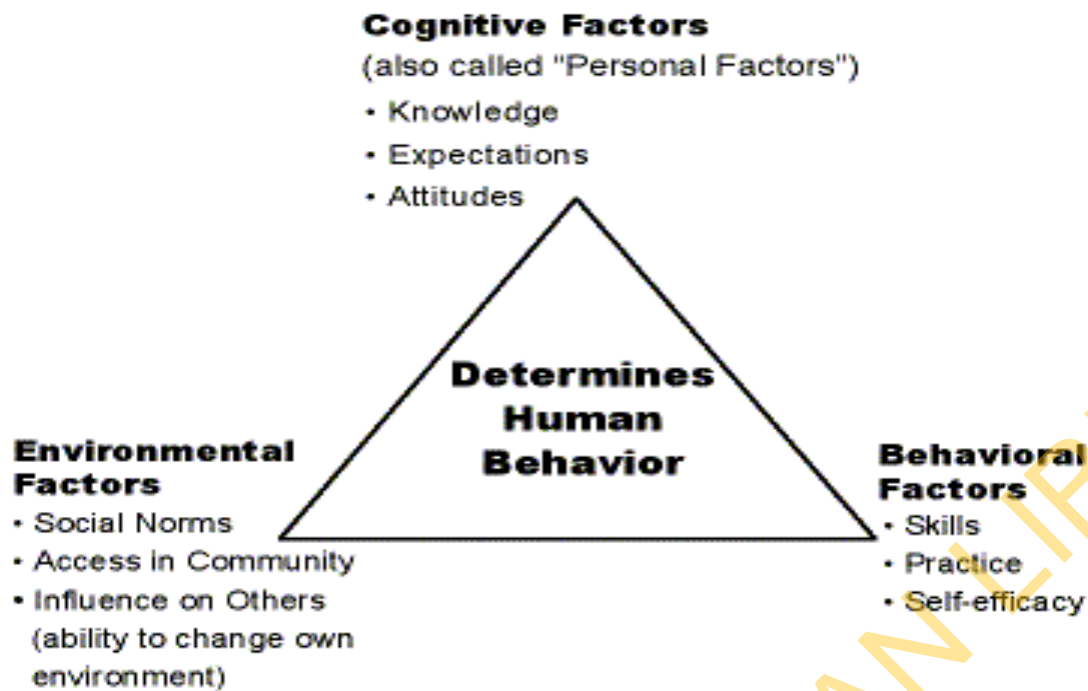 Cognitive Factors
(also called "Personal Factors")
• Knowledge
• Expectations
• Attitudes
Determines
Human
Behavior
Environmental
Factors
• Social Norms
• Access in Community
• Influence on Others
(ability to change own
environment)
Behavioral
Factors
• Skills
• Practice
• Self-efficacy